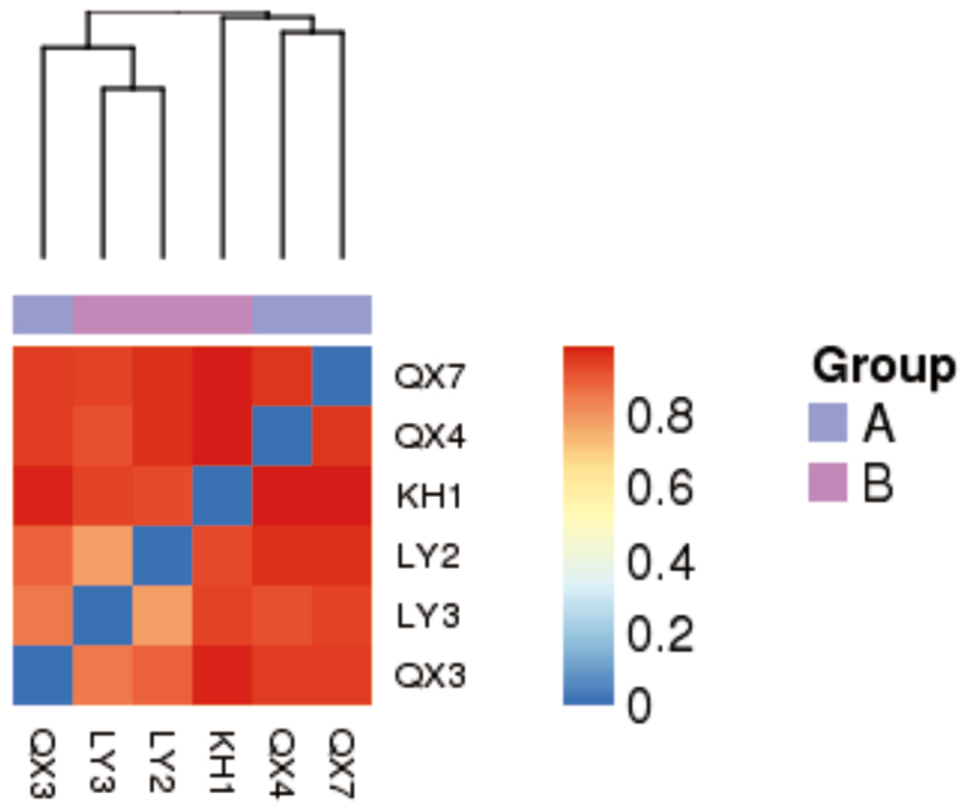 QX7
QX4
KH1
LY2
LY3
QX3
QX3 LY3 LY2 KH1 QX4 QX7
0.8
0.6
0.4
0.2
0
Group
A
B